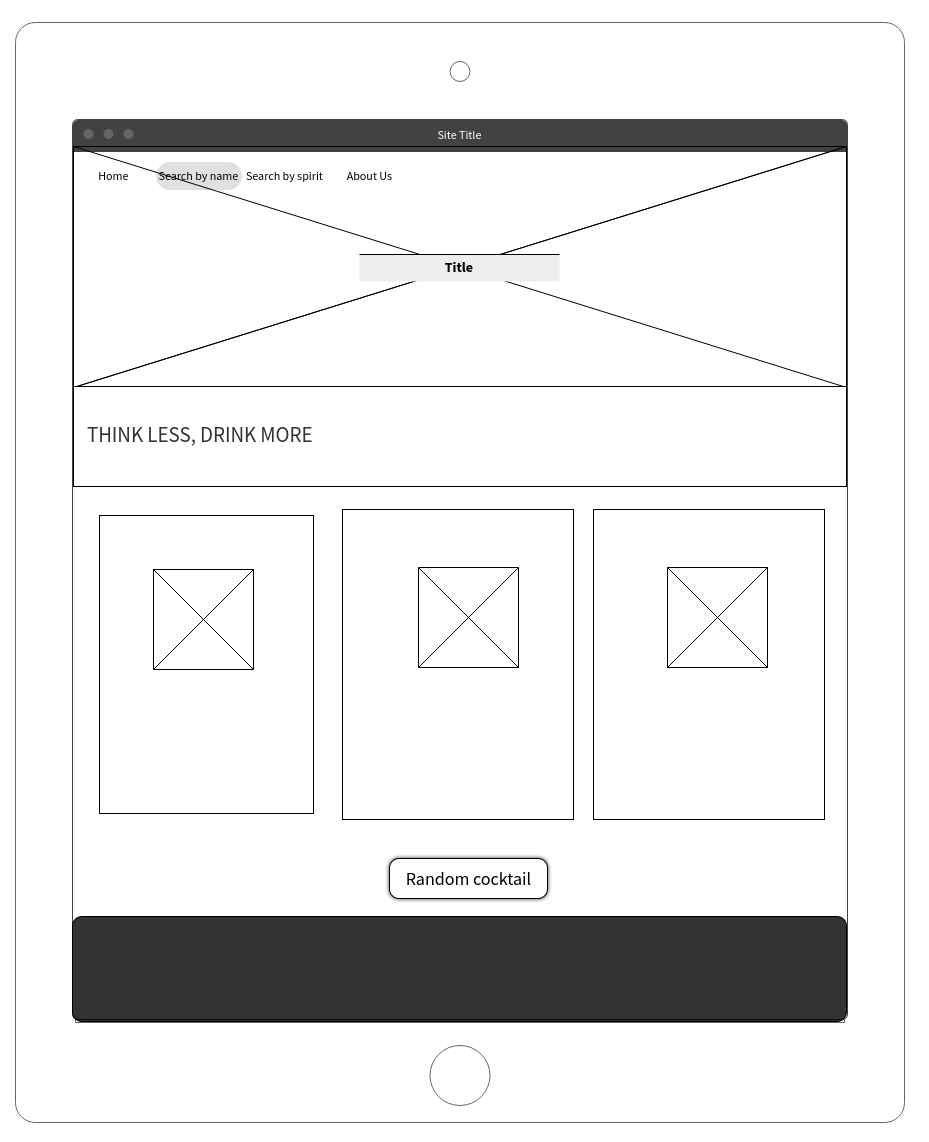 Site Title
Home Search by name Search by spirit About Us
Title
THINK LESS, DRINK MORE
Random cocktail